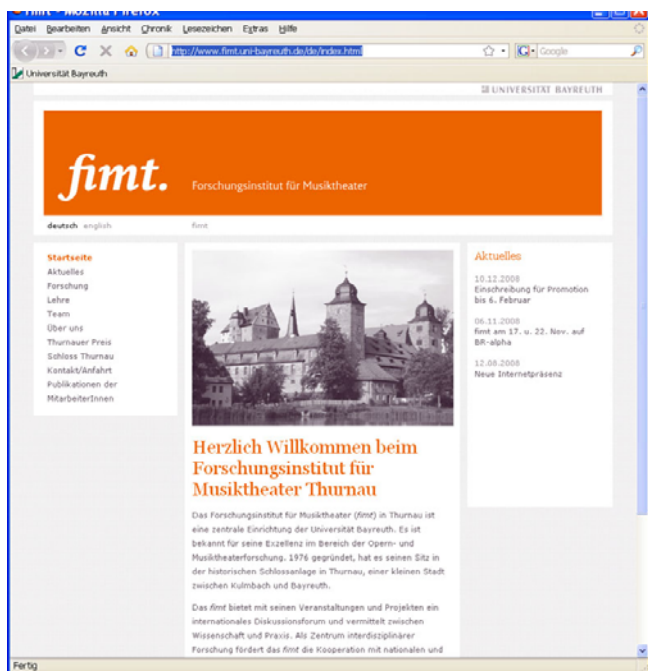 fimt - Mozilla Firefox
Datei Bearbeiten Ansicht Chronik Lesezeichen Extras Hilfe
http://www.fimt.uni-bayreuth.de/de/index.html
Google
Universität Bayreuth
UNIVERSITÄT BAYREUTH
fimt. Forschungsinstitut für Musiktheater
deutsch english fimt
Startseite
Aktuelles
Forschung
Lehre
Team
Über uns
Thurnauer Preis
Schloss Thurnau
Kontakt/Anfahrt
Publikationen der
MitarbeiterInnen
Herzlich Willkommen beim
Forschungsinstitut für
Musiktheater Thurnau
Das Forschungsinstitut für Musiktheater (fimt) in Thurnau ist
eine zentrale Einrichtung der Universität Bayreuth. Es ist
bekannt für seine Exzellenz im Bereich der Opern- und
Musiktheaterforschung. 1976 gegründet, hat es seinen Sitz in
der historischen Schlossanlage in Thurnau, einer kleinen Stadt
zwischen Kulmbach und Bayreuth.
Das fimt bietet mit seinen Veranstaltungen und Projekten ein
internationales Diskussionsforum und vermittelt zwischen
Wissenschaft und Praxis. Als Zentrum interdisziplinärer
Forschung fördert das fimt die Kooperation mit nationalen und
Aktuelles
10.12.2008
Einschreibung für Promotion
bis 6. Februar
06.11.2008
fimt am 17. u. 22. Nov. auf
BR-alpha
12.08.2008
Neue Internetpräsenz
Fertig